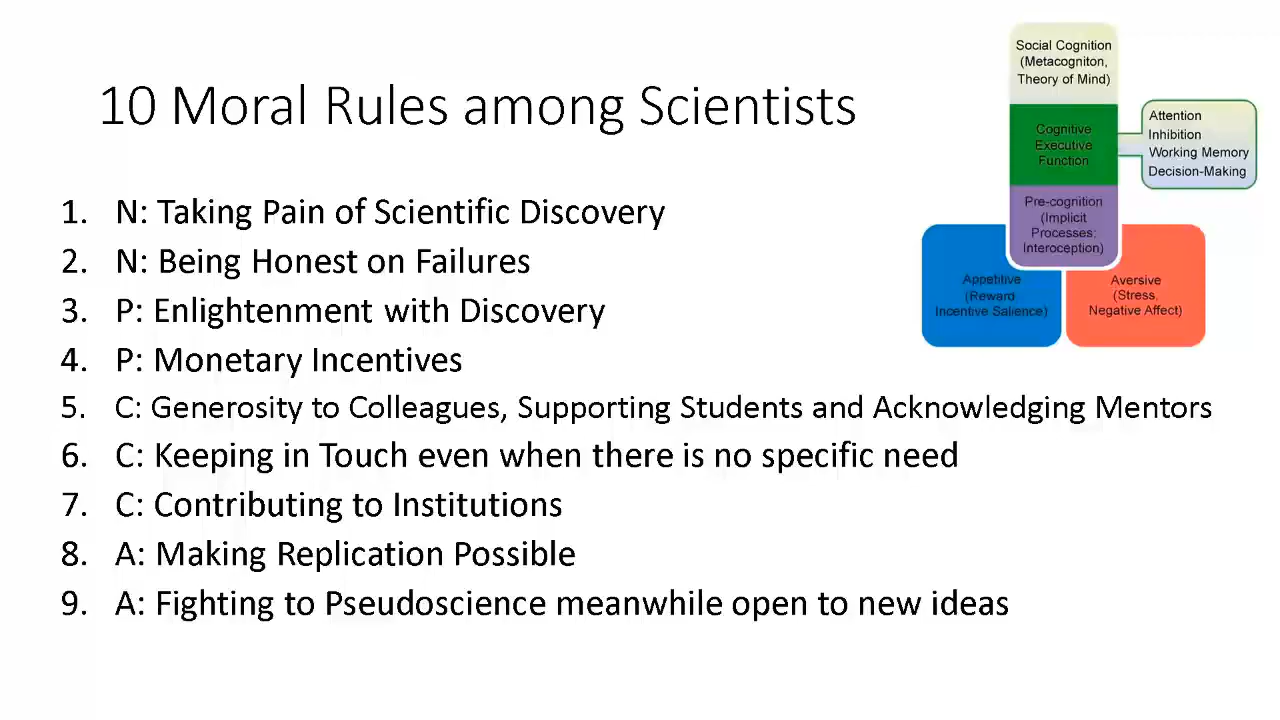 10 Moral Rules among Scientists
1. N: Taking Pain of Scientific Discovery
2. N: Being Honest on Failures
3. P: Enlightenment with Discovery
4. P: Monetary Incentives
5. C: Generosity to Colleagues, Supporting Students and Acknowledging Mentors
6. C: Keeping in Touch even when there is no specific need
7. C: Contributing to Institutions
8. A: Making Replication Possible
9. A: Fighting to Pseudoscience meanwhile open to new ideas
Social Cognition
(Metacogniton,
Theory of Mind)
Cognitive
Executive
Function
Attention
Inhibition
Working Memory
Decision-Making
Pre-cognition
(Implicit
Processes;
Interoception)
Appetitive
(Reward,
Incentive Salience)
Aversive
(Stress,
Negative Affect)